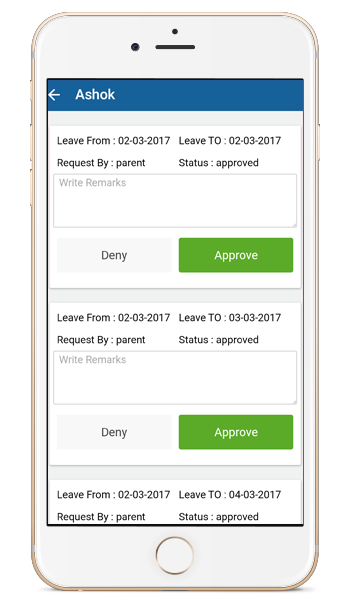 Ashok
Leave From : 02-03-2017 Leave TO : 02-03-2017
Request By : parent Status : approved
Write Remarks
Deny Approve
Leave From : 02-03-2017 Leave TO : 03-03-2017
Request By : parent Status : approved
Write Remarks
Deny Approve
Leave From : 02-03-2017 Leave TO : 04-03-2017
Request By : parent Status : approved